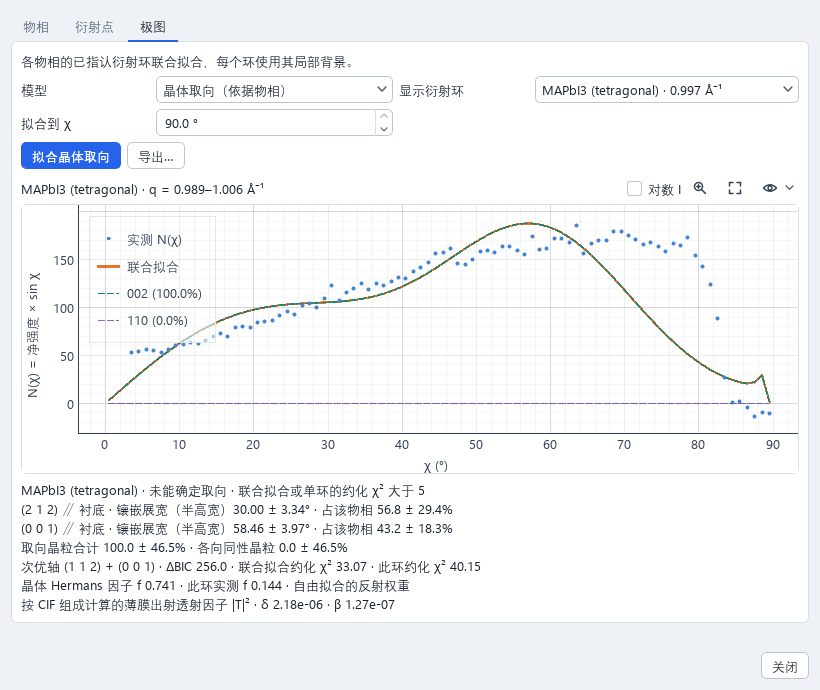 物相 衍射点 极图
各物相的已指认衍射环联合拟合，每个环使用其局部背景。
模型 晶体取向（依据物相） 显示衍射环 MAPbI3 (tetragonal) · 0.997 Å⁻¹
拟合到 χ 90.0 °
拟合晶体取向 导出...
MAPbI3 (tetragonal) · q = 0.989–1.006 Å⁻¹ 对数 I
实测 N(χ)
联合拟合
002 (100.0%)
110 (0.0%)
N(χ) = 净强度 × sin χ
150
100
50
0
0 10 20 30 40 50 60 70 80 90
χ (°)
MAPbI3 (tetragonal) · 未能确定取向 · 联合拟合或单环的约化 χ² 大于 5
(2 1 2) ∥ 衬底 · 镶嵌展宽（半高宽）30.00 ± 3.34° · 占该物相 56.8 ± 29.4%
(0 0 1) ∥ 衬底 · 镶嵌展宽（半高宽）58.46 ± 3.97° · 占该物相 43.2 ± 18.3%
取向晶粒合计 100.0 ± 46.5% · 各向同性晶粒 0.0 ± 46.5%
次优轴 (1 1 2) + (0 0 1) · ΔBIC 256.0 · 联合拟合约化 χ² 33.07 · 此环约化 χ² 40.15
晶体 Hermans 因子 f 0.741 · 此环实测 f 0.144 · 自由拟合的反射权重
按 CIF 组成计算的薄膜出射透射因子 |T|² · δ 2.18e-06 · β 1.27e-07
关闭